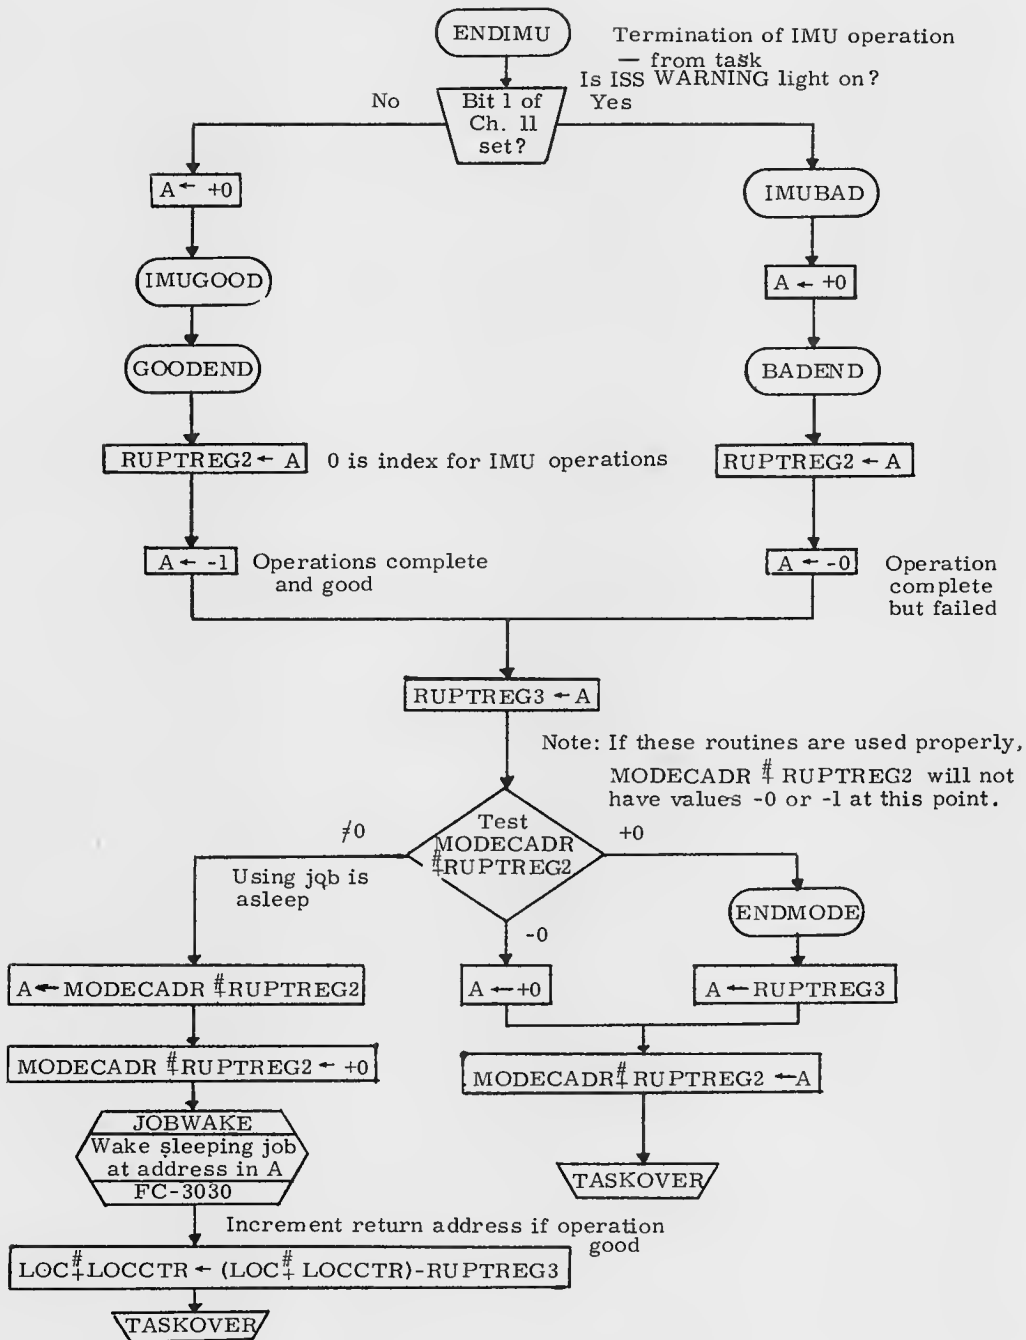 ENDIMU
Termination of IMU operation
— from task
Is ISS WARNING light on?
No
Bit 1 of
Ch. 11
set?
Yes
A ← +0
IMUBAD
IMUGOOD
A ← +0
GOODEND
BADEND
RUPTREG2 ← A
0 is index for IMU operations
RUPTREG2 ← A
A ← -1
Operations complete
and good
A ← -0
Operation
complete
but failed
RUPTREG3 ← A
Note: If these routines are used properly,
MODECADR #+ RUPTREG2 will not
have values -0 or -1 at this point.
≠0
Test
MODECADR
#+RUPTREG2
+0
Using job is
asleep
-0
ENDMODE
A ← MODECADR #+RUPTREG2
A ← +0
A ← RUPTREG3
MODECADR #+RUPTREG2 ← +0
MODECADR #+ RUPTREG2 ← A
JOBWAKE
Wake sleeping job
at address in A
FC-3030
TASKOVER
Increment return address if operation
good
LOC #+ LOCCTR ← (LOC #+ LOCCTR)-RUPTREG3
TASKOVER